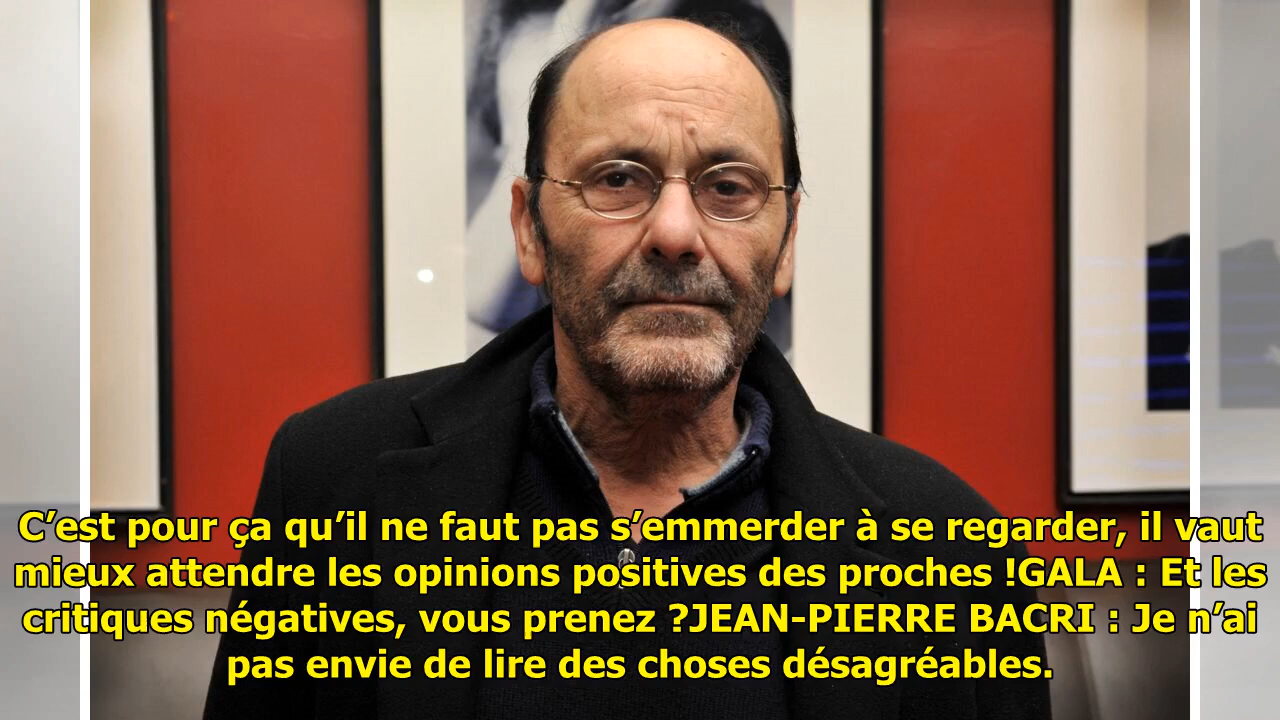 C’est pour ça qu’il ne faut pas s’emmerder à se regarder, il vaut
mieux attendre les opinions positives des proches !GALA : Et les
critiques négatives, vous prenez ?JEAN-PIERRE BACRI : Je n’ai
pas envie de lire des choses désagréables.